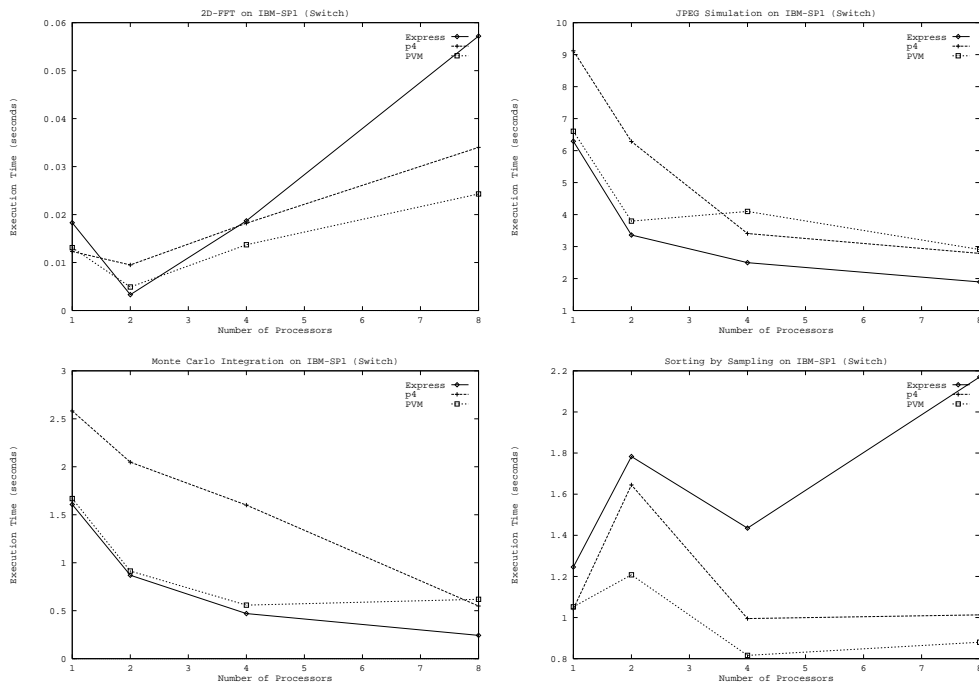 2D-FFT on IBM-SP1 (Switch)
Execution Time (seconds)
0.06
0.05
0.04
0.03
0.02
0.01
0
Express
p4
PVM
1 2 3 4 5 6 7 8
Number of Processors
JPEG Simulation on IBM-SP1 (Switch)
Execution Time (seconds)
10
9
8
7
6
5
4
3
2
1
Express
p4
PVM
1 2 3 4 5 6 7 8
Number of Processors
Monte Carlo Integration on IBM-SP1 (Switch)
Execution Time (seconds)
3
2.5
2
1.5
1
0.5
0
Express
p4
PVM
1 2 3 4 5 6 7 8
Number of Processors
Sorting by Sampling on IBM-SP1 (Switch)
Execution Time (seconds)
2.2
2
1.8
1.6
1.4
1.2
1
0.8
Express
p4
PVM
1 2 3 4 5 6 7 8
Number of Processors